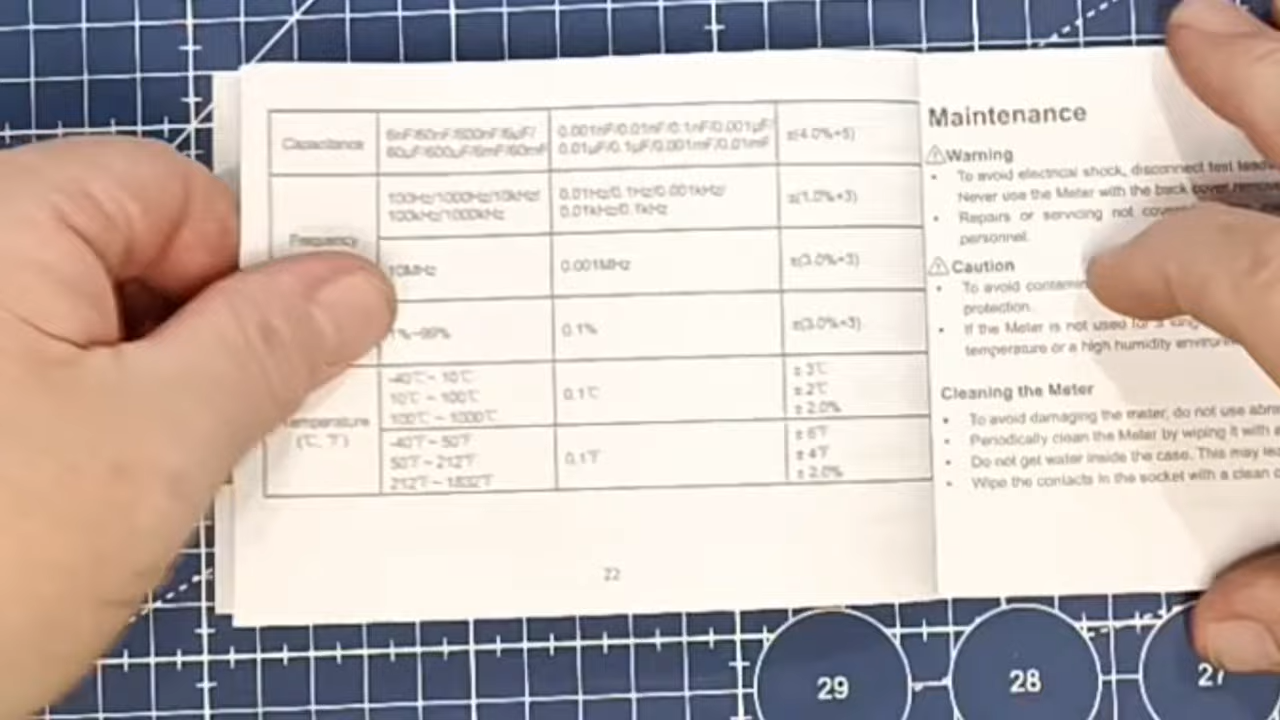 Capacitance
6nF/60nF/600nF/6μF/
60μF/600μF/6mF/60mF
0.001nF/0.01nF/0.1nF/0.001μF/
0.01μF/0.1μF/0.001mF/0.01mF
±(4.0%+5)
Frequency
100Hz/1000Hz/10kHz/
100kHz/1000kHz
0.01Hz/0.1Hz/0.001kHz/
0.01kHz/0.1kHz
±(1.0%+3)
10MHz
0.001MHz
±(3.0%+3)
1%~99%
0.1%
±(3.0%+3)
Temperature
(℃, ℉)
-40℃ ~ 10℃
10℃ ~ 100℃
100℃ ~ 1000℃
0.1℃
± 3℃
± 2℃
± 2.0%
-40℉ ~ 50℉
50℉ ~ 212℉
212℉ ~ 1832℉
0.1℉
± 6℉
± 4℉
± 2.0%
22
Maintenance
⚠Warning
• To avoid electrical shock, disconnect test leads
Never use the Meter with the back cover
• Repairs or servicing not
personnel.
⚠Caution
• To avoid
protection.
• If the Meter is not used for a long
temperature or a high humidity
Cleaning the Meter
• To avoid damaging the meter, do not use
• Periodically clean the Meter by wiping it with
• Do not get water inside the case. This may
• Wipe the contacts in the socket with a clean
29
28
27